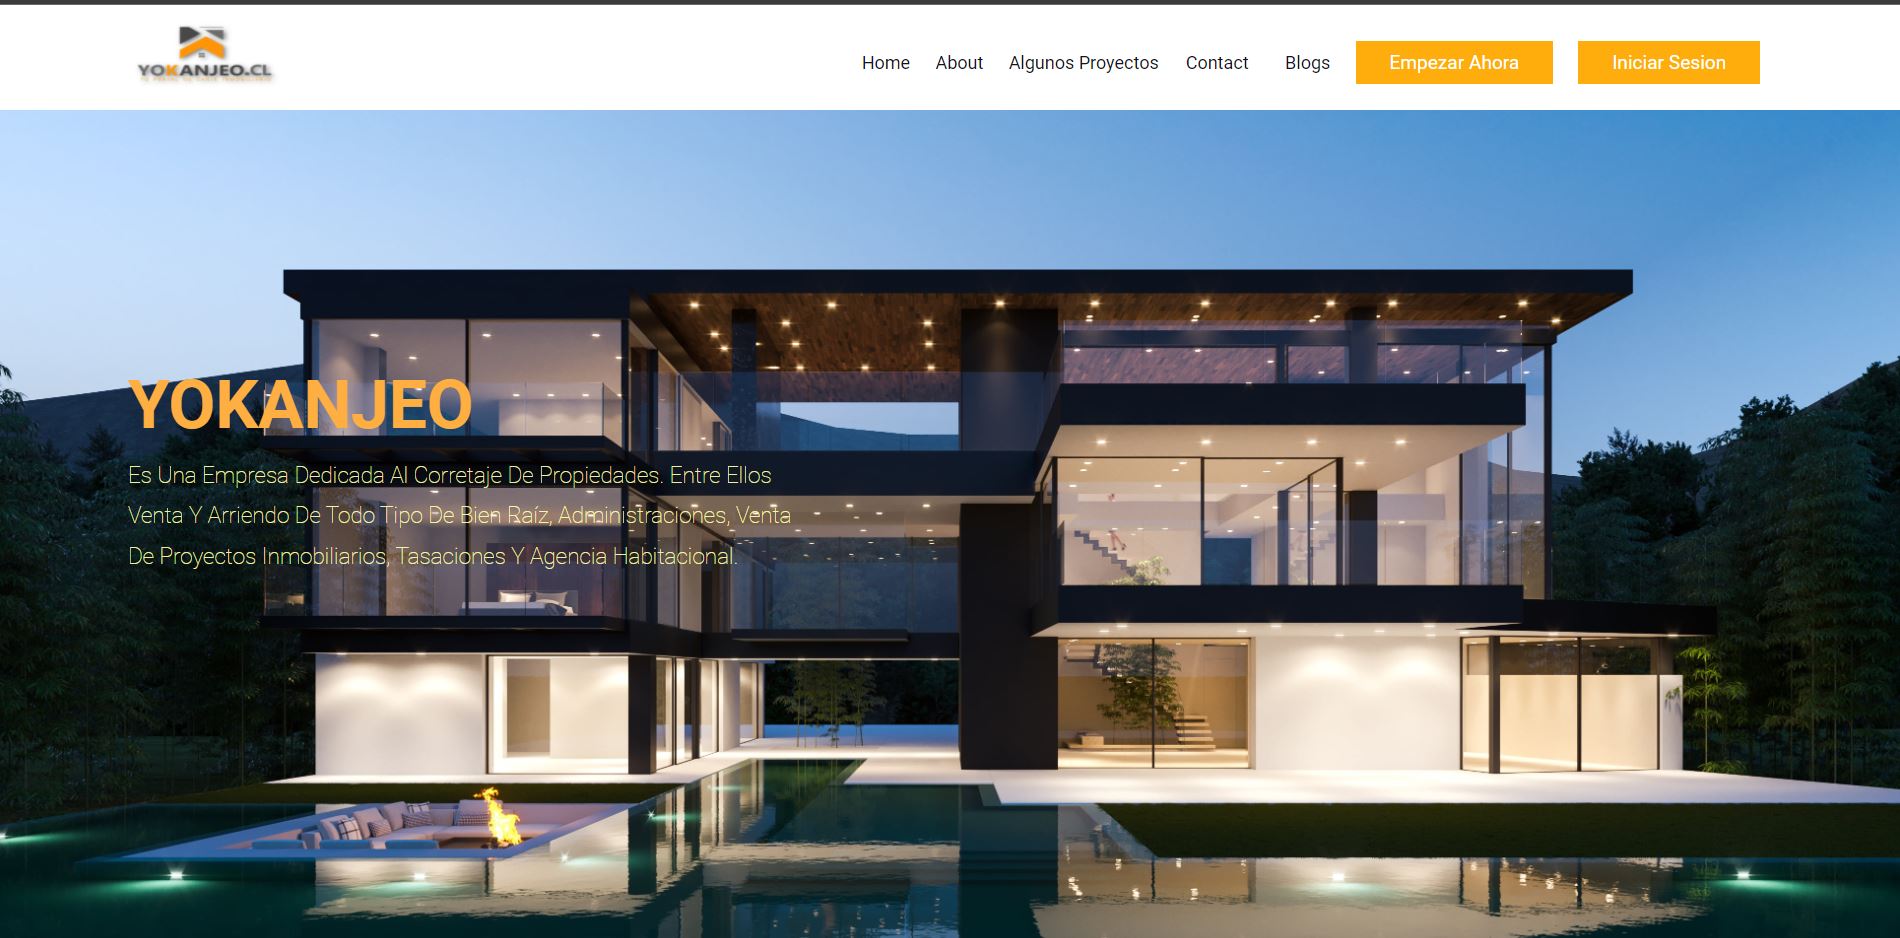 YOKANJEO.CL
Home About Algunos Proyectos Contact Blogs Empezar Ahora Iniciar Sesion
YOKANJEO
Es Una Empresa Dedicada Al Corretaje De Propiedades. Entre Ellos
Venta Y Arriendo De Todo Tipo De Bien Raíz, Administraciones, Venta
De Proyectos Inmobiliarios, Tasaciones Y Agencia Habitacional.